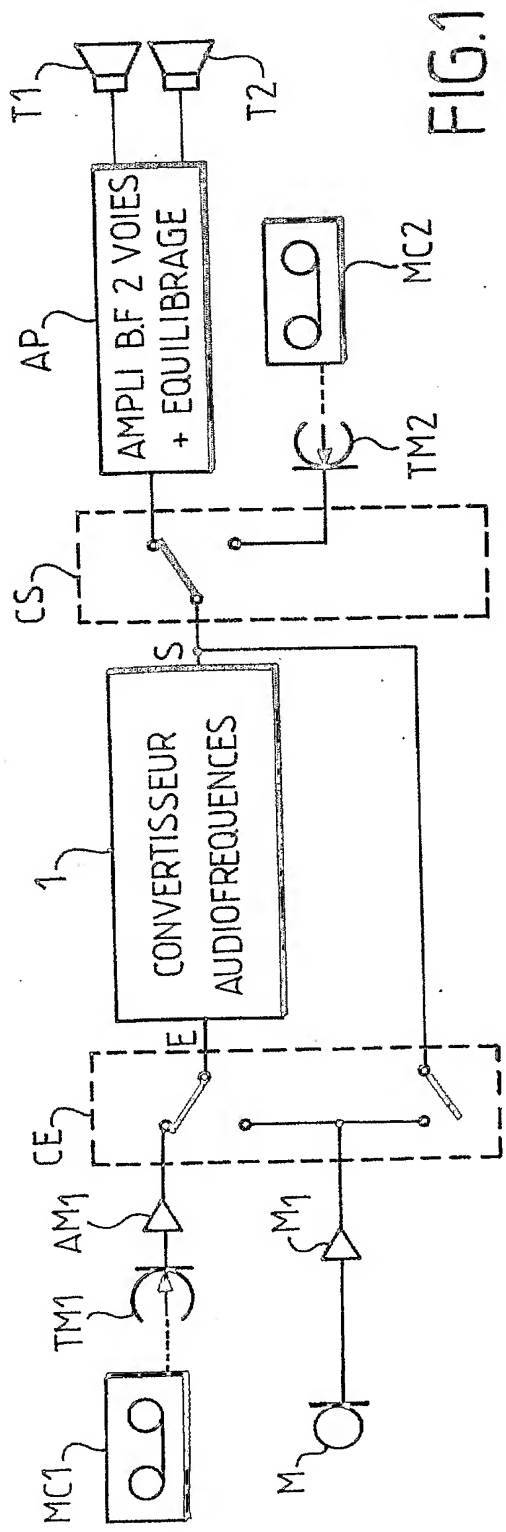 MC1
TM1
AM1
CE
E
1
CONVERTISSEUR
AUDIOFREQUENCES
S
CS
AP
AMPLI B.F 2 VOIES
+ EQUILIBRAGE
T1
T2
M
M1
TM2
MC2
FIG.1